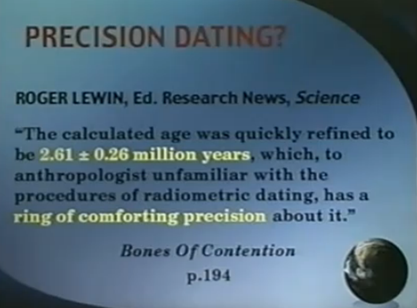 PRECISION DATING?
ROGER LEWIN, Ed. Research News, Science
“The calculated age was quickly refined to
be 2.61 ± 0.26 million years, which, to
anthropologist unfamiliar with the
procedures of radiometric dating, has a
ring of comforting precision about it.”
Bones Of Contention
p.194